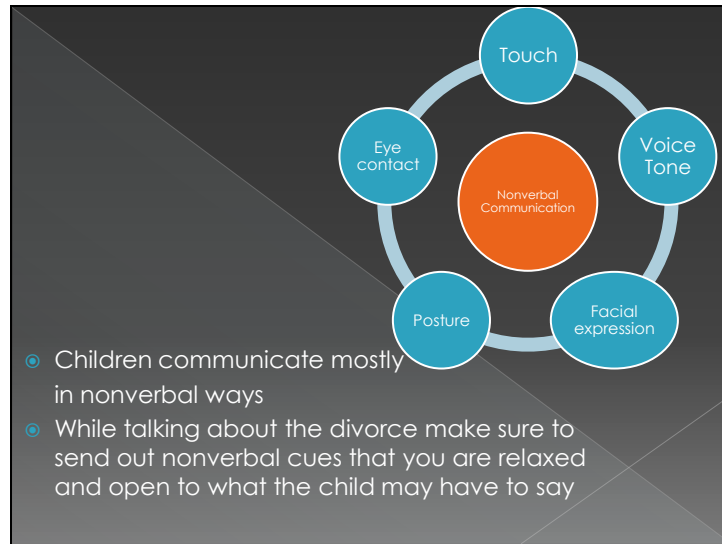 Touch
Eye
contact
Voice
Tone
Nonverbal
Communication
Posture
Facial
expression
Children communicate mostly
in nonverbal ways
While talking about the divorce make sure to
send out nonverbal cues that you are relaxed
and open to what the child may have to say